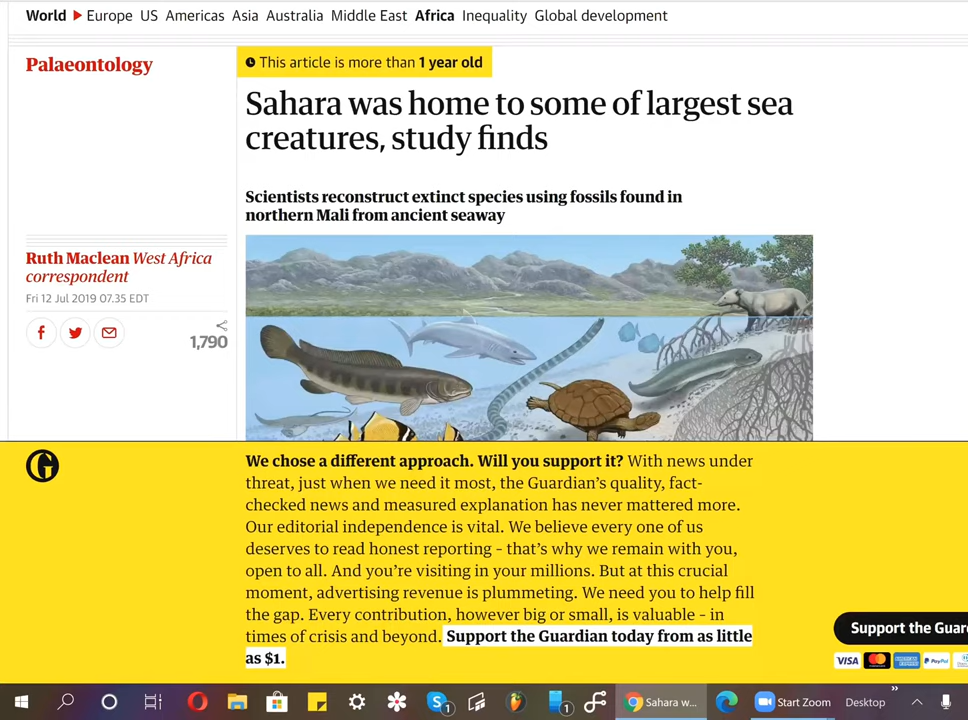 World Europe US Americas Asia Australia Middle East Africa Inequality Global development
Palaeontology
This article is more than 1 year old
Sahara was home to some of largest sea
creatures, study finds
Scientists reconstruct extinct species using fossils found in
northern Mali from ancient seaway
Ruth Maclean West Africa
correspondent
Fri 12 Jul 2019 07.35 EDT
1,790
We chose a different approach. Will you support it? With news under
threat, just when we need it most, the Guardian's quality, fact-
checked news and measured explanation has never mattered more.
Our editorial independence is vital. We believe every one of us
deserves to read honest reporting – that's why we remain with you,
open to all. And you're visiting in your millions. But at this crucial
moment, advertising revenue is plummeting. We need you to help fill
the gap. Every contribution, however big or small, is valuable – in
times of crisis and beyond. Support the Guardian today from as little
as $1.
Support the Guar
VISA PayPal
1 1 Sahara w... Start Zoom Desktop